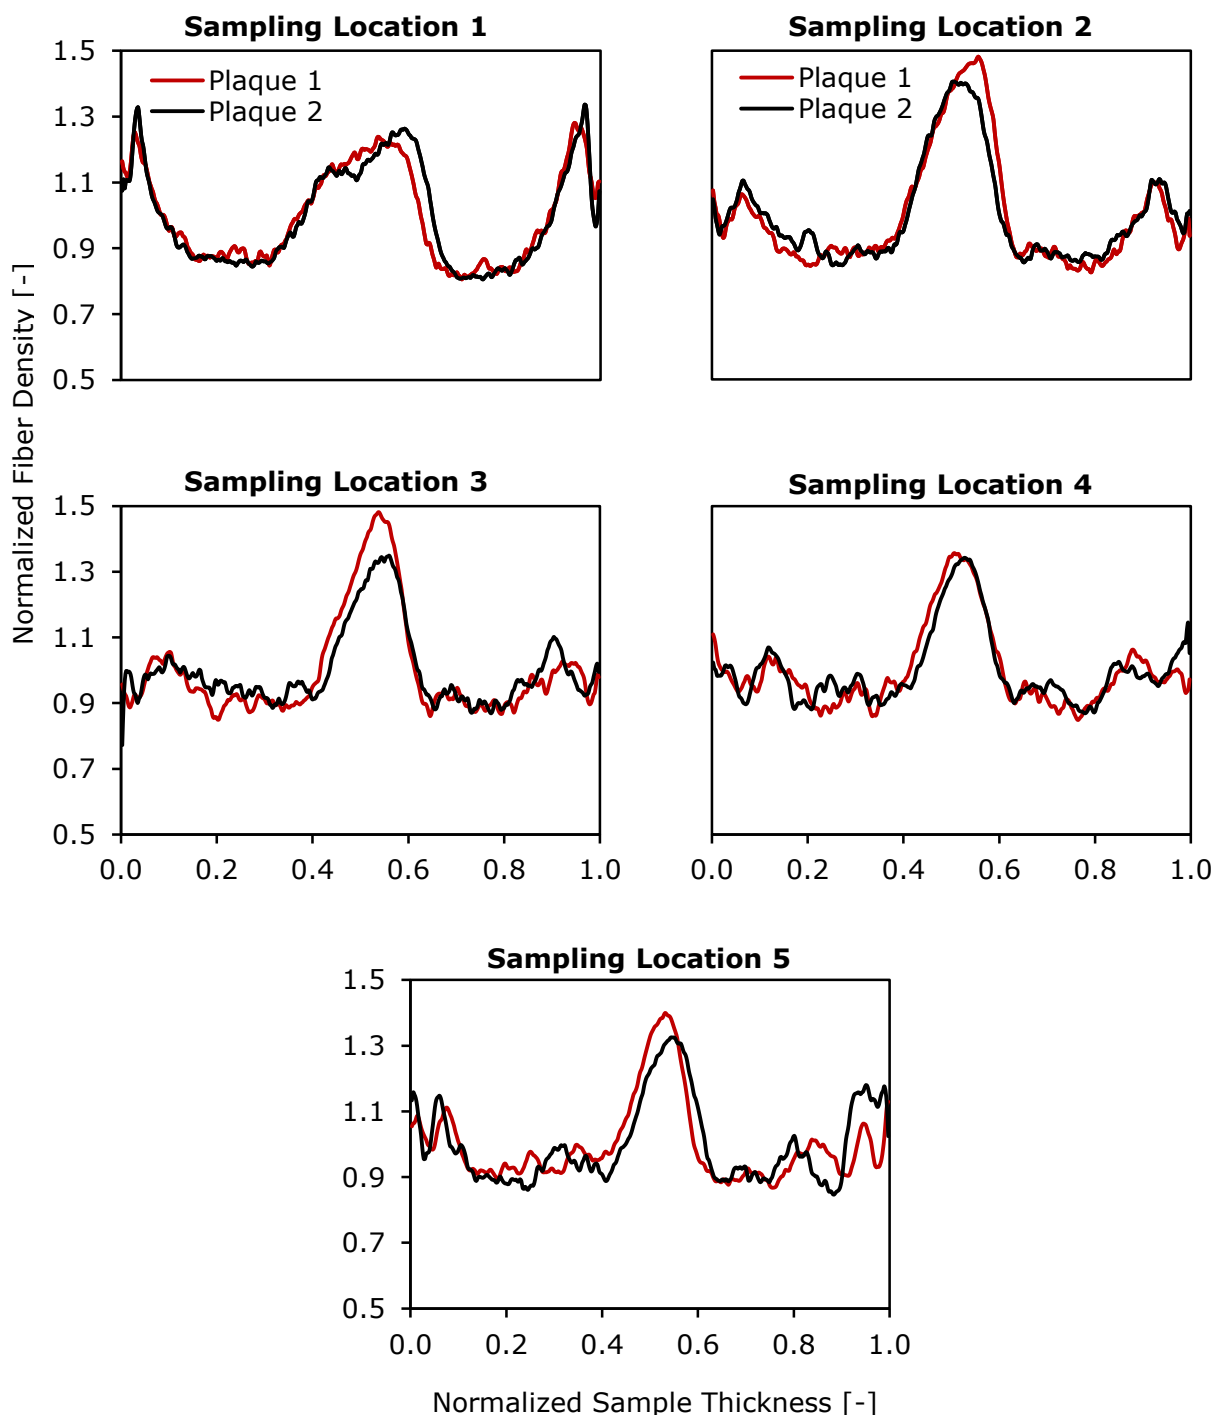 Sampling Location 1
Sampling Location 2
1.5
1.3
1.1
0.9
0.7
0.5
Plaque 1
Plaque 2
Plaque 1
Plaque 2
Normalized Fiber Density [-]
Sampling Location 3
Sampling Location 4
1.5
1.3
1.1
0.9
0.7
0.5
0.0 0.2 0.4 0.6 0.8 1.0
0.0 0.2 0.4 0.6 0.8 1.0
Sampling Location 5
1.5
1.3
1.1
0.9
0.7
0.5
0.0 0.2 0.4 0.6 0.8 1.0
Normalized Sample Thickness [-]